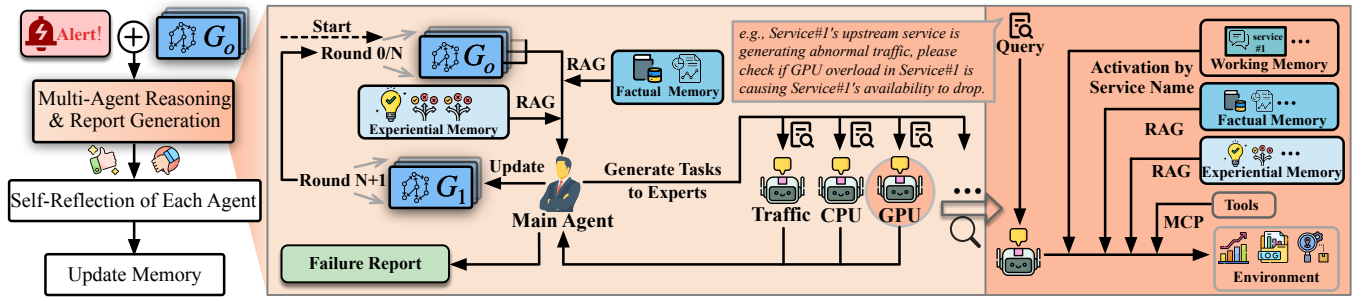 Alert!
G₀
Multi-Agent Reasoning
& Report Generation
Self-Reflection of Each Agent
Update Memory
Start
Round 0/N
G₀
RAG
Factual Memory
RAG
Experiential Memory
Round N+1
G₁
Update
Main Agent
Failure Report
Generate Tasks
to Experts
e.g., Service#1's upstream service is
generating abnormal traffic, please
check if GPU overload in Service#1 is
causing Service#1's availability to drop.
Traffic
CPU
GPU
...
Query
Activation by
Service Name
service
#1
...
Working Memory
RAG
...
Factual Memory
RAG
...
Experiential Memory
MCP
Tools
LOG
Environment